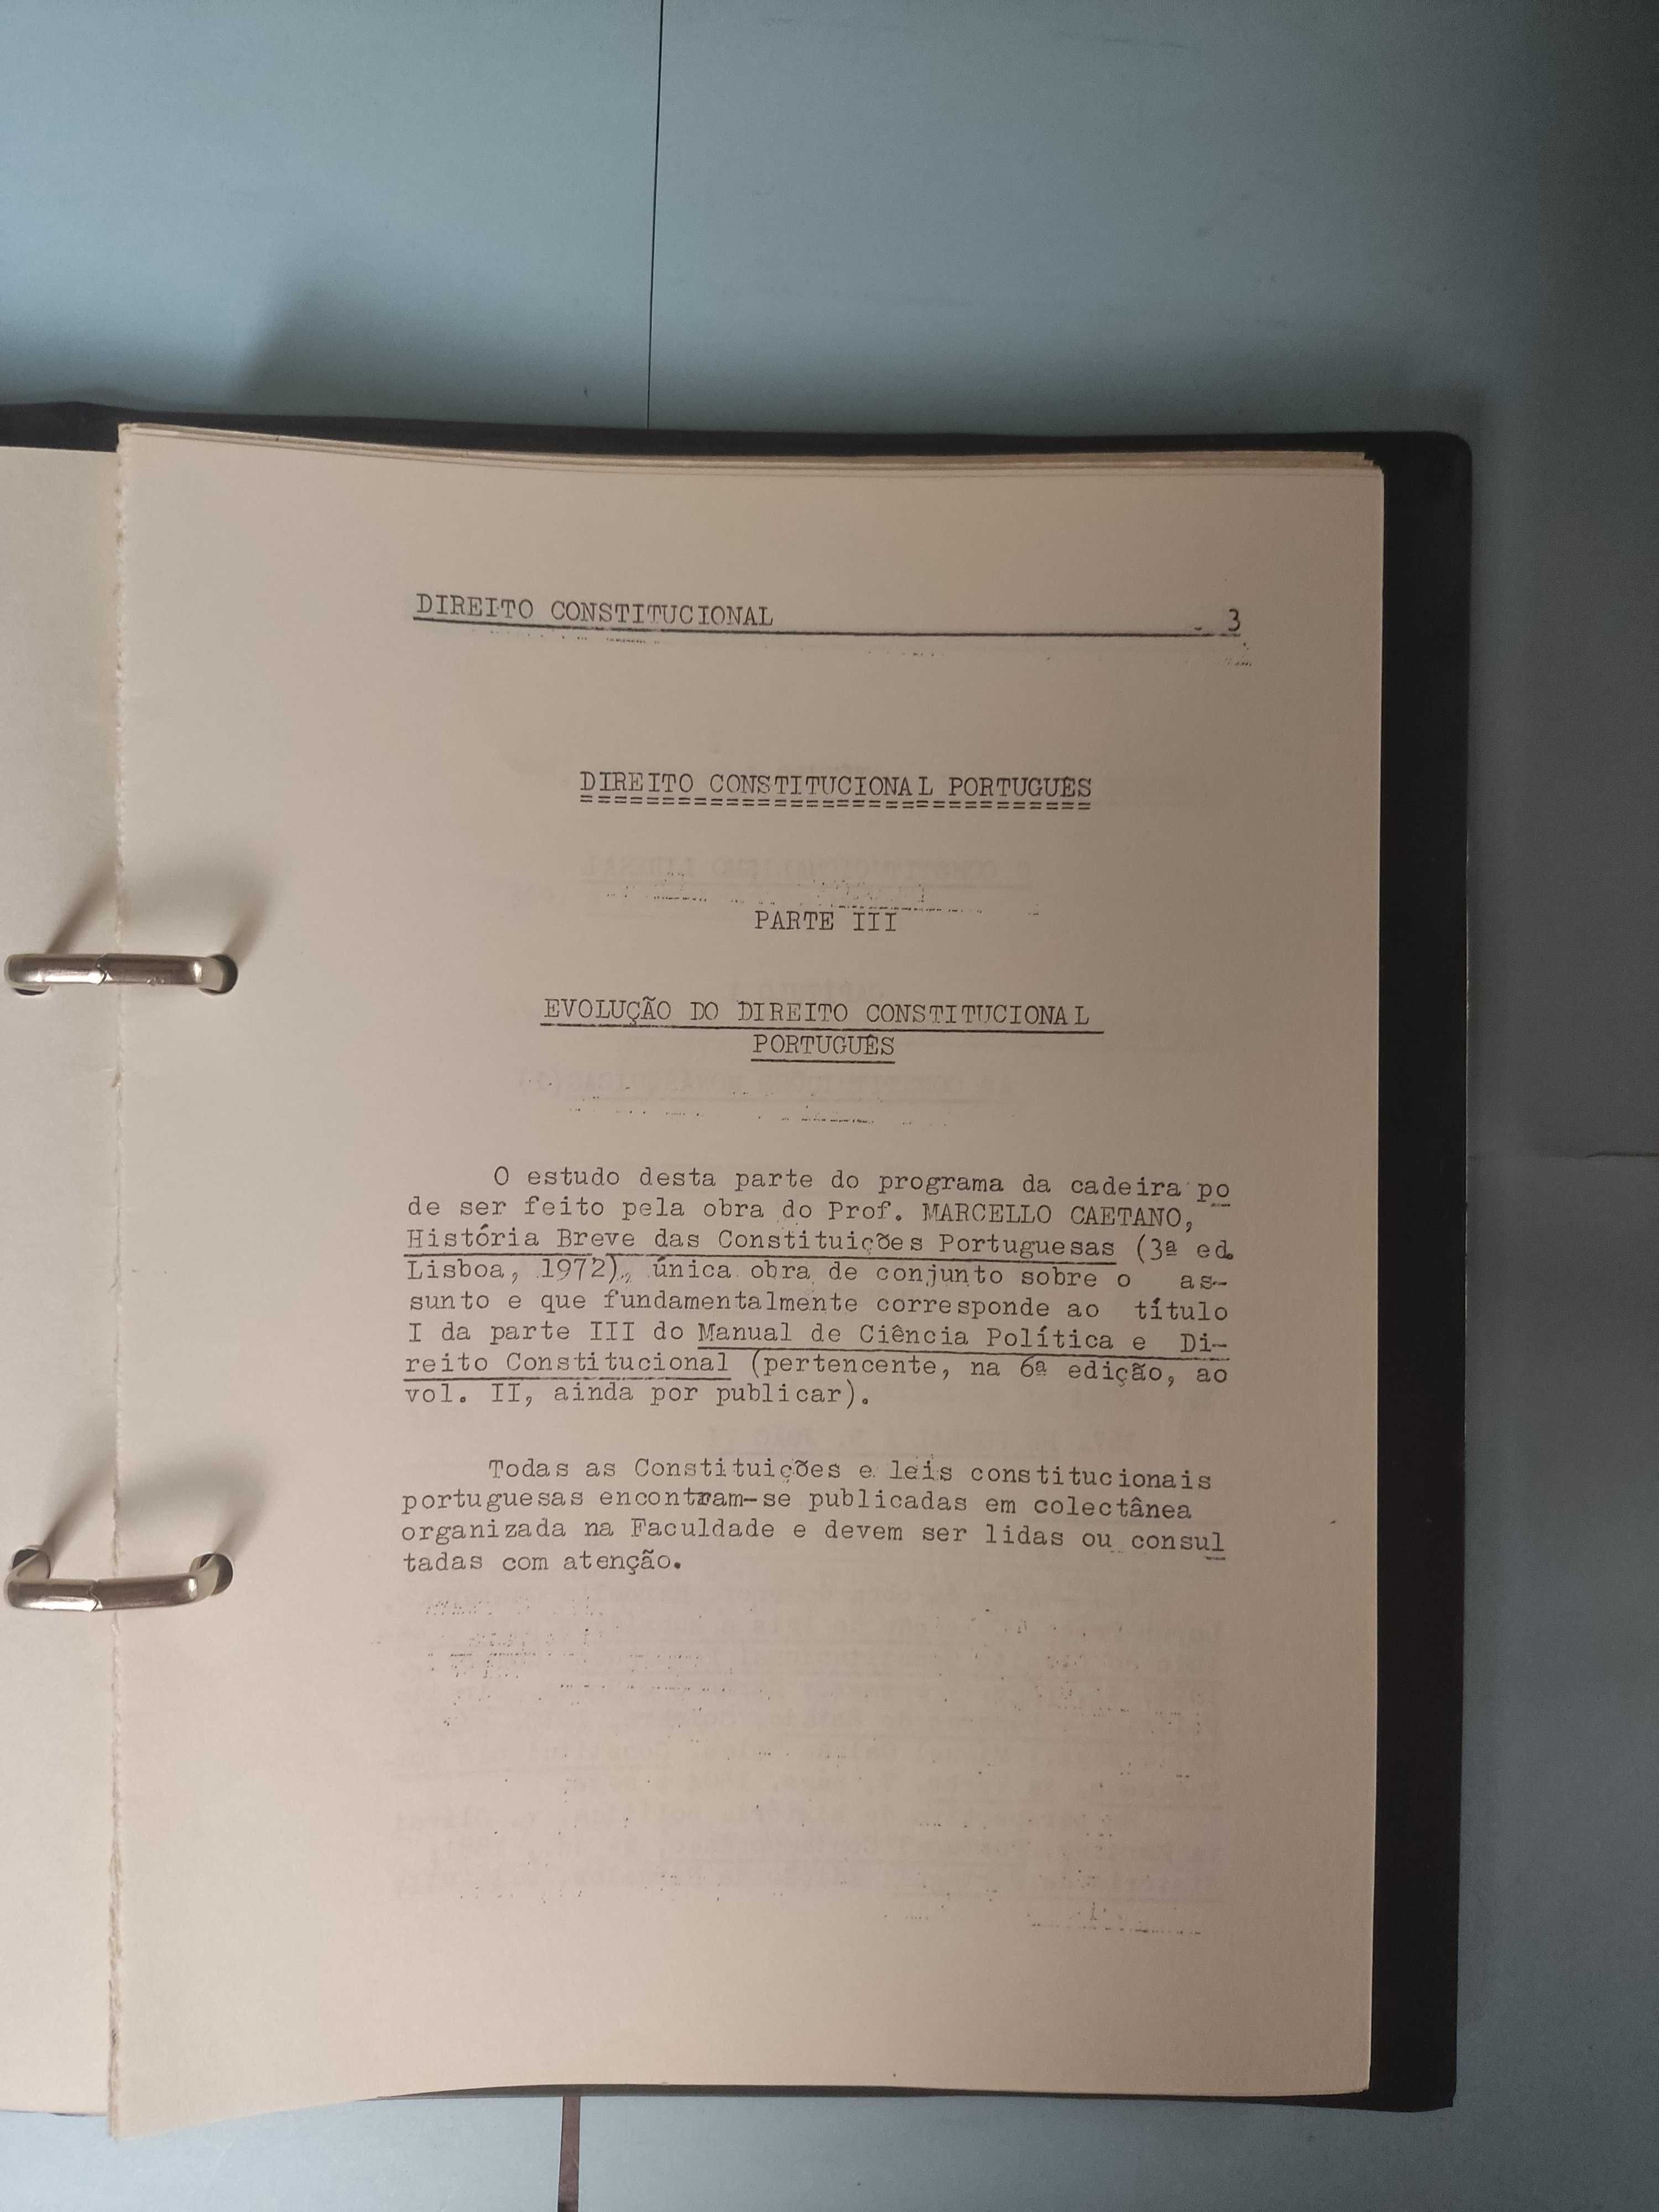 DIREITO CONSTITUCIONAL 3
DIREITO CONSTITUCIONAL PORTUGUÊS
PARTE III
EVOLUÇÃO DO DIREITO CONSTITUCIONAL
PORTUGUÊS
O estudo desta parte do programa da cadeira po
de ser feito pela obra do Prof. MARCELLO CAETANO,
História Breve das Constituições Portuguesas (3ª ed.
Lisboa, 1972), única obra de conjunto sobre o as-
sunto e que fundamentalmente corresponde ao título
I da parte III do Manual de Ciência Política e Di-
reito Constitucional (pertencente, na 6ª edição, ao
vol. II, ainda por publicar).
Todas as Constituições e leis constitucionais
portuguesas encontram-se publicadas em colectânea
organizada na Faculdade e devem ser lidas ou consul
tadas com atenção.